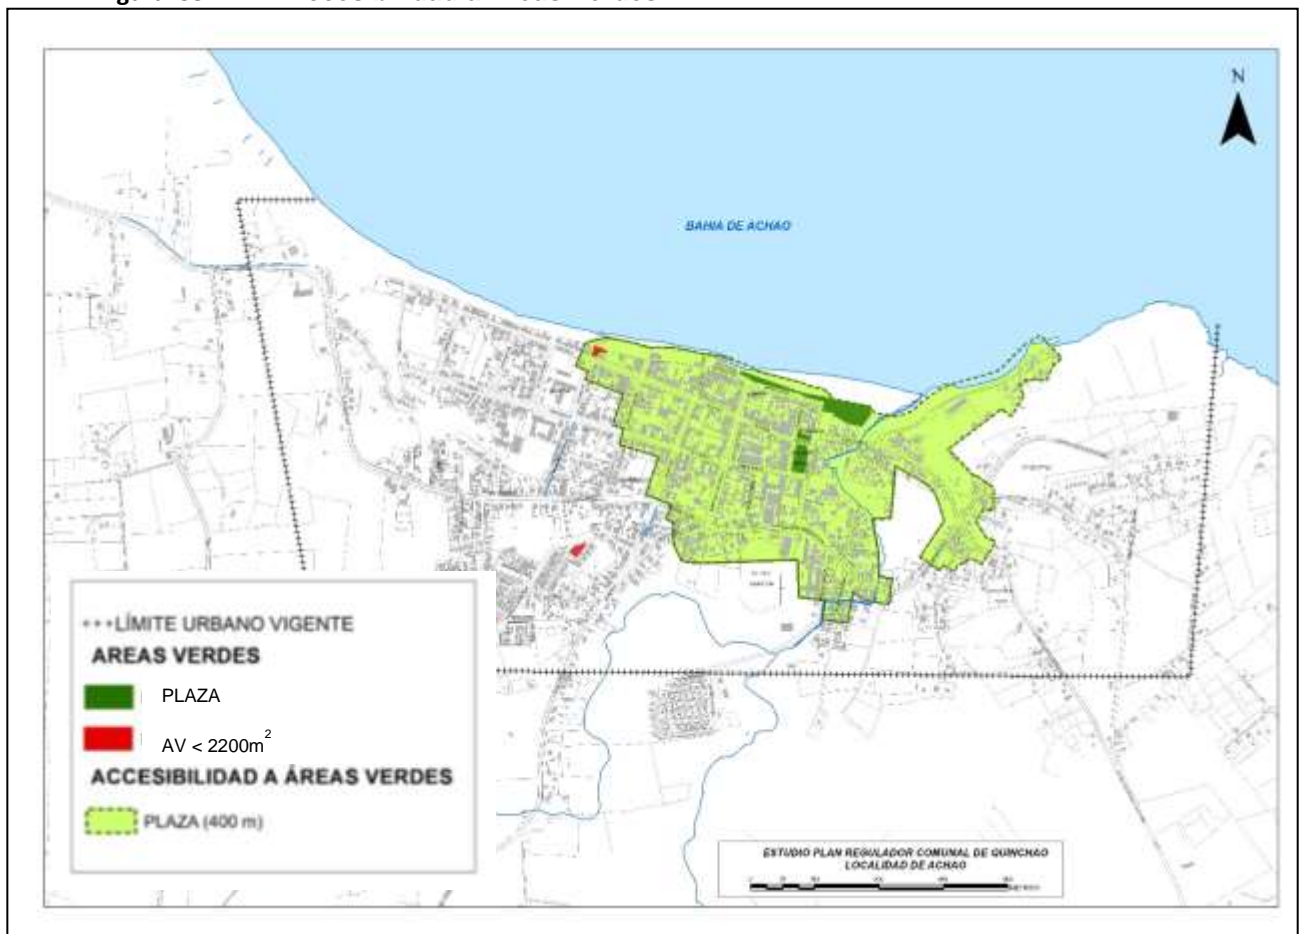 N
BAHIA DE ACHAO
LÍMITE URBANO VIGENTE
AREAS VERDES
PLAZA
AV < 2200m²
ACCESIBILIDAD A ÁREAS VERDES
PLAZA (400 m)
ESTUDIO PLAN REGULADOR COMUNAL DE QUINCHAO
LOCALIDAD DE ACHAO